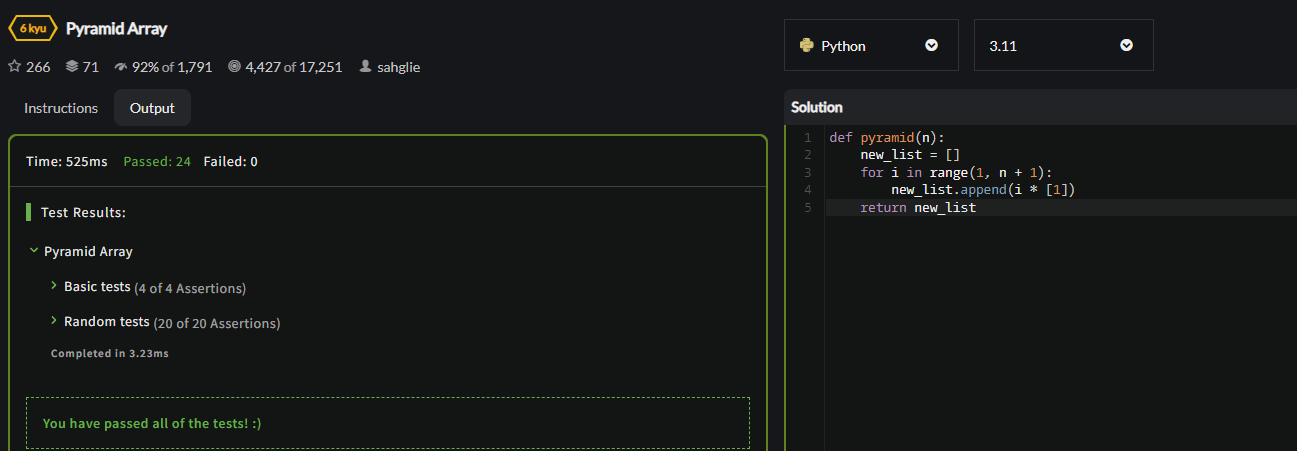 6 kyu Pyramid Array
266 71 92% of 1,791 4,427 of 17,251 sahglie
Instructions Output
Time: 525ms Passed: 24 Failed: 0
Test Results:
Pyramid Array
Basic tests (4 of 4 Assertions)
Random tests (20 of 20 Assertions)
Completed in 3.23ms
You have passed all of the tests! :)
Python 3.11
Solution
1 def pyramid(n):
2     new_list = []
3     for i in range(1, n + 1):
4         new_list.append(i * [1])
5     return new_list